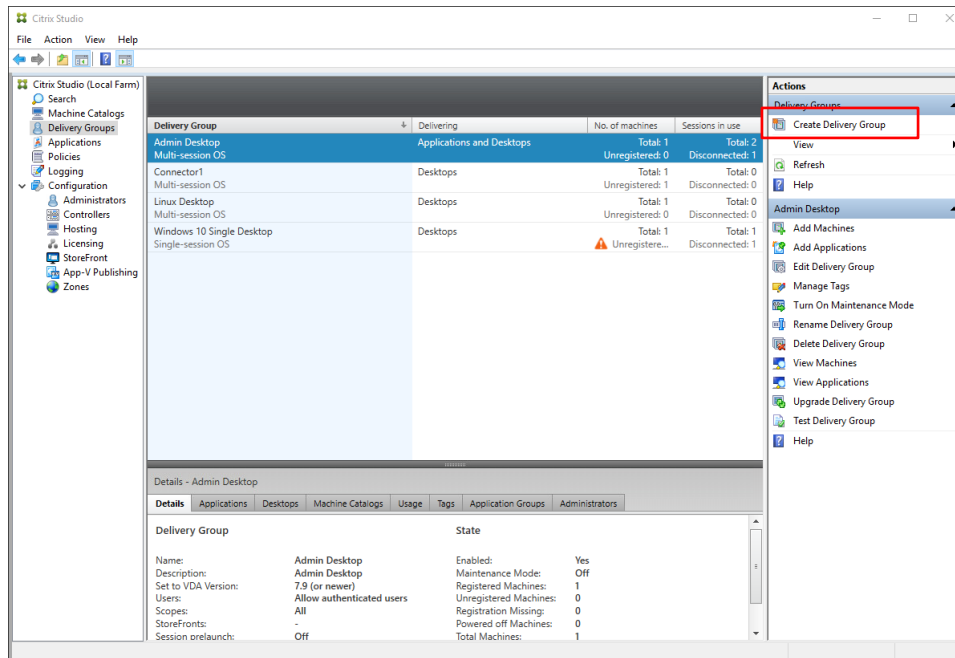 Citrix Studio
File Action View Help
Citrix Studio (Local Farm)
Search
Machine Catalogs
Delivery Groups
Applications
Policies
Logging
Configuration
Administrators
Controllers
Hosting
Licensing
StoreFront
App-V Publishing
Zones
Delivery Group Delivering No. of machines Sessions in use
Admin Desktop Applications and Desktops Total: 1 Total: 2
Multi-session OS Unregistered: 0 Disconnected: 1
Connector1 Desktops Total: 1 Total: 0
Multi-session OS Unregistered: 1 Disconnected: 0
Linux Desktop Desktops Total: 1 Total: 0
Multi-session OS Unregistered: 0 Disconnected: 0
Windows 10 Single Desktop Desktops Total: 1 Total: 1
Single-session OS Unregistere... Disconnected: 1
Details - Admin Desktop
Details Applications Desktops Machine Catalogs Usage Tags Application Groups Administrators
Delivery Group State
Name: Admin Desktop Enabled: Yes
Description: Admin Desktop Maintenance Mode: Off
Set to VDA Version: 7.9 (or newer) Registered Machines: 1
Users: Allow authenticated users Unregistered Machines: 0
Scopes: All Registration Missing: 0
StoreFronts: - Powered off Machines: 0
Session prelaunch: Off Total Machines: 1
Actions
Delivery Groups
Create Delivery Group
View
Refresh
Help
Admin Desktop
Add Machines
Add Applications
Edit Delivery Group
Manage Tags
Turn On Maintenance Mode
Rename Delivery Group
Delete Delivery Group
View Machines
View Applications
Upgrade Delivery Group
Test Delivery Group
Help